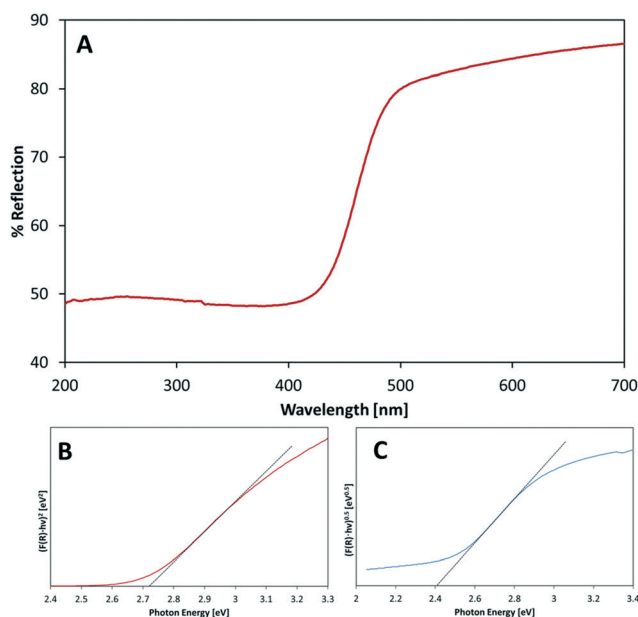 A
90
80
70
60
50
40
% Reflection
200 300 400 500 600 700
Wavelength [nm]
B
(F(R)·hν)² [eV²]
2.4 2.5 2.6 2.7 2.8 2.9 3 3.1 3.2 3.3
Photon Energy [eV]
C
(F(R)·hν)⁰·⁵ [eV⁰·⁵]
2 2.2 2.4 2.6 2.8 3 3.2 3.4
Photon Energy [eV]